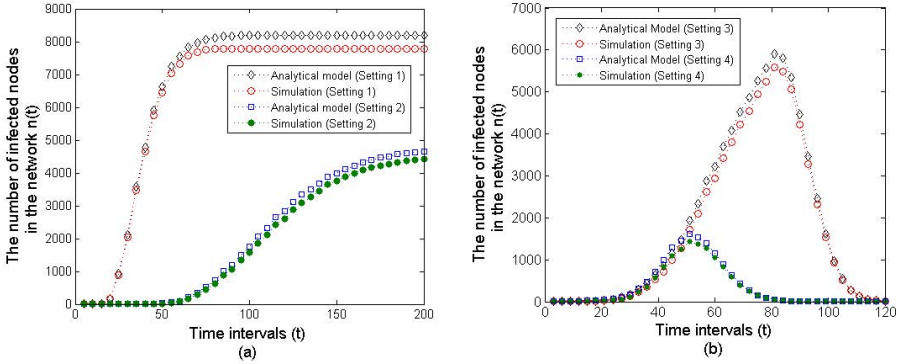 9000
8000
7000
6000
5000
4000
3000
2000
1000
0
0
50
100
150
200
The number of infected nodes
in the network n(t)
Time intervals (t)
(a)
Analytical model (Setting 1)
Simulation (Setting 1)
Analytical model (Setting 2)
Simulation (Setting 2)
7000
6000
5000
4000
3000
2000
1000
0
0
20
40
60
80
100
120
The number of infected nodes
in the network n(t)
Time intervals (t)
(b)
Analytical Model (Setting 3)
Simulation (Setting 3)
Analytical Model (Setting 4)
Simulation (Setting 4)